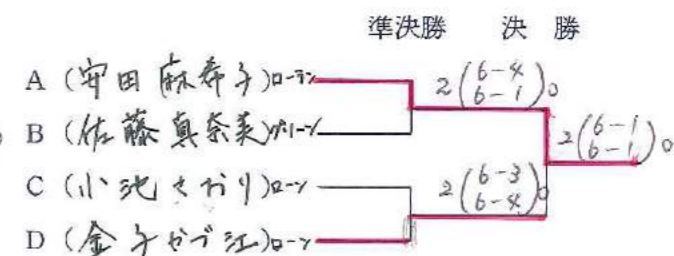 準決勝 決 勝
A (安田 麻寿子)ローラン
2(6-4 6-1)0
B (佐藤 真奈美)グリーン
2(6-1 6-1)0
C (小池 さおり)ローン
2(6-3 6-4)0
D (金子 かづ江)ローン